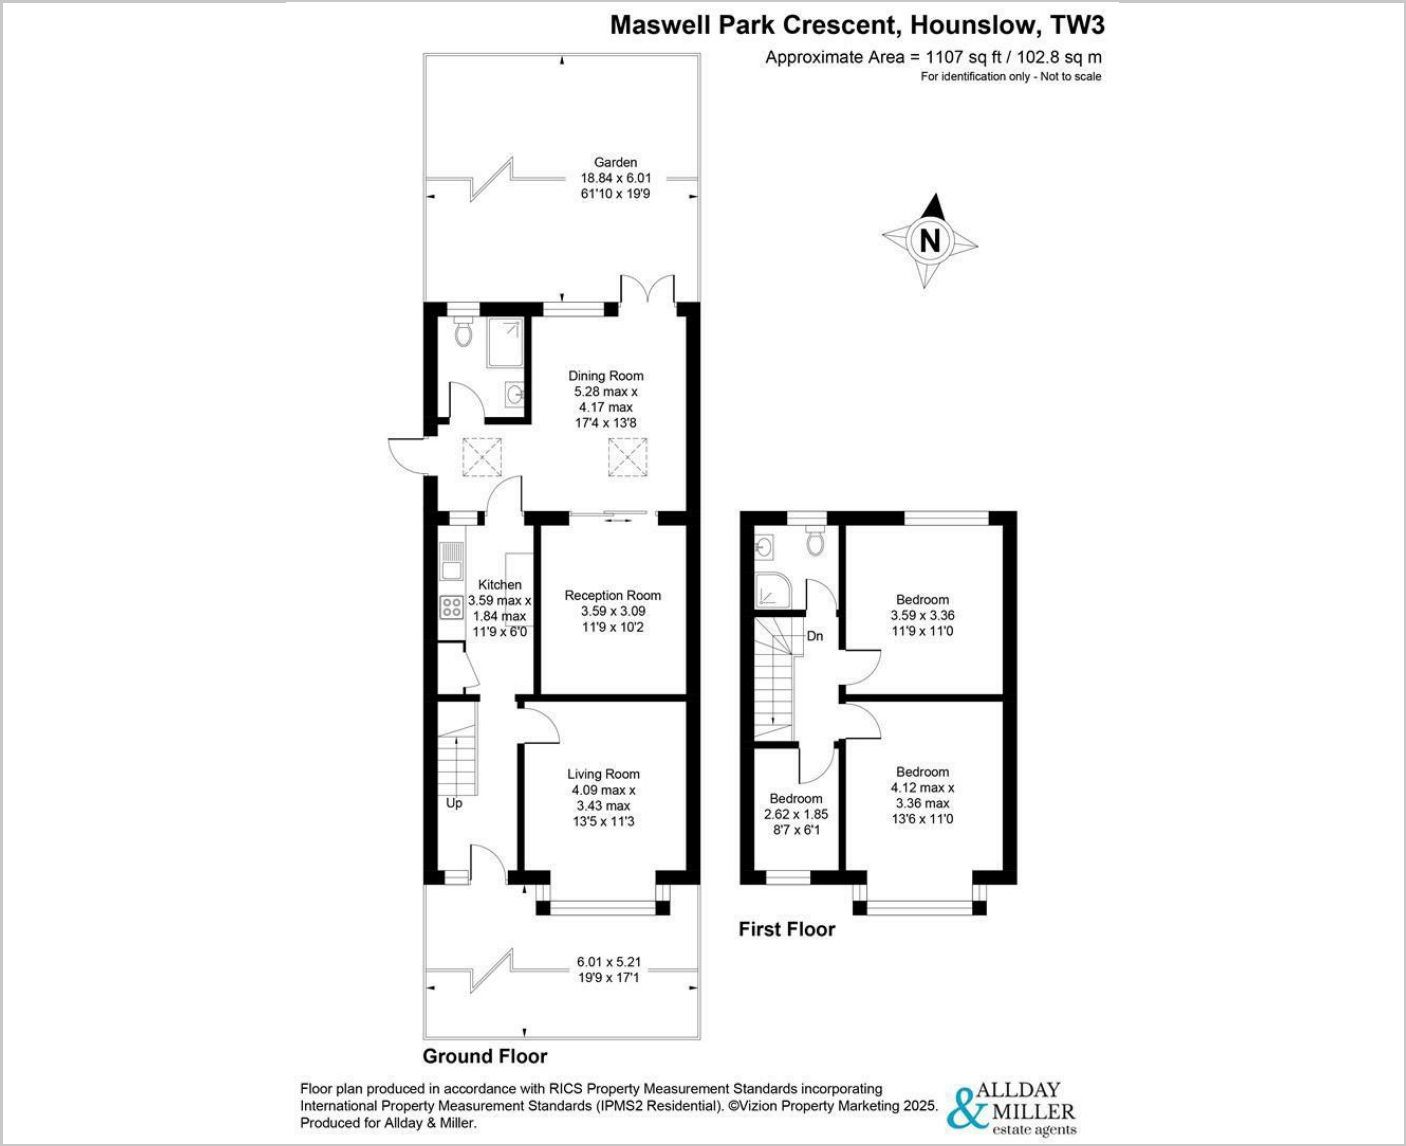 Maswell Park Crescent, Hounslow, TW3
Approximate Area = 1107 sq ft / 102.8 sq m
For identification only - Not to scale
Garden
18.84 x 6.01
61'10 x 19'9
N
Dining Room
5.28 max x
4.17 max
17'4 x 13'8
Kitchen
3.59 max x
1.84 max
11'9 x 6'0
Reception Room
3.59 x 3.09
11'9 x 10'2
Living Room
4.09 max x
3.43 max
13'5 x 11'3
Up
6.01 x 5.21
19'9 x 17'1
Ground Floor
Dn
Bedroom
3.59 x 3.36
11'9 x 11'0
Bedroom
4.12 max x
3.36 max
13'6 x 11'0
Bedroom
2.62 x 1.85
8'7 x 6'1
First Floor
Floor plan produced in accordance with RICS Property Measurement Standards incorporating
International Property Measurement Standards (IPMS2 Residential). ©Vizion Property Marketing 2025.
Produced for Allday & Miller.
ALLDAY
& MILLER
estate agents